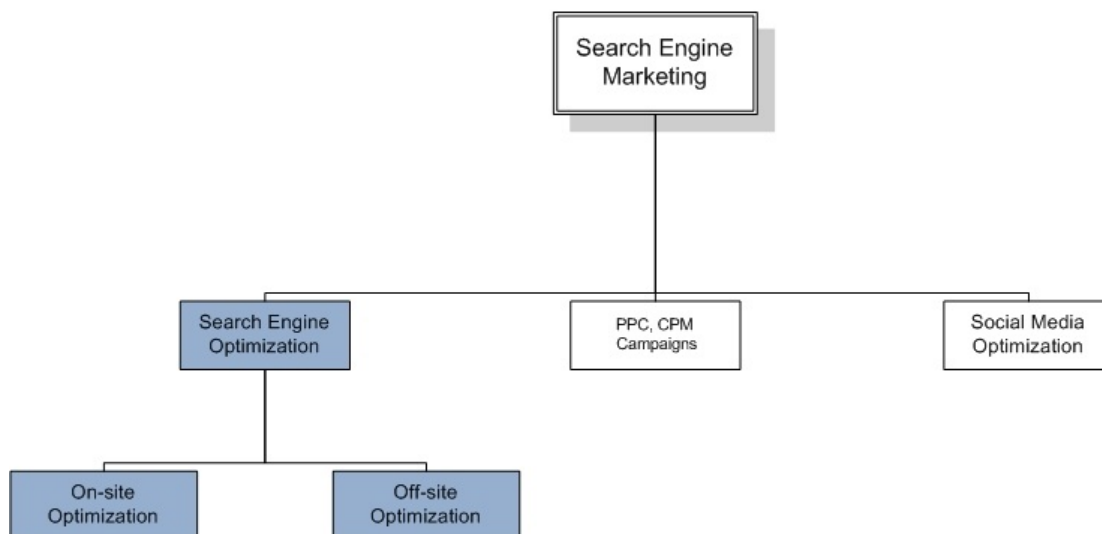 Search Engine
Marketing
Search Engine
Optimization
PPC, CPM
Campaigns
Social Media
Optimization
On-site
Optimization
Off-site
Optimization